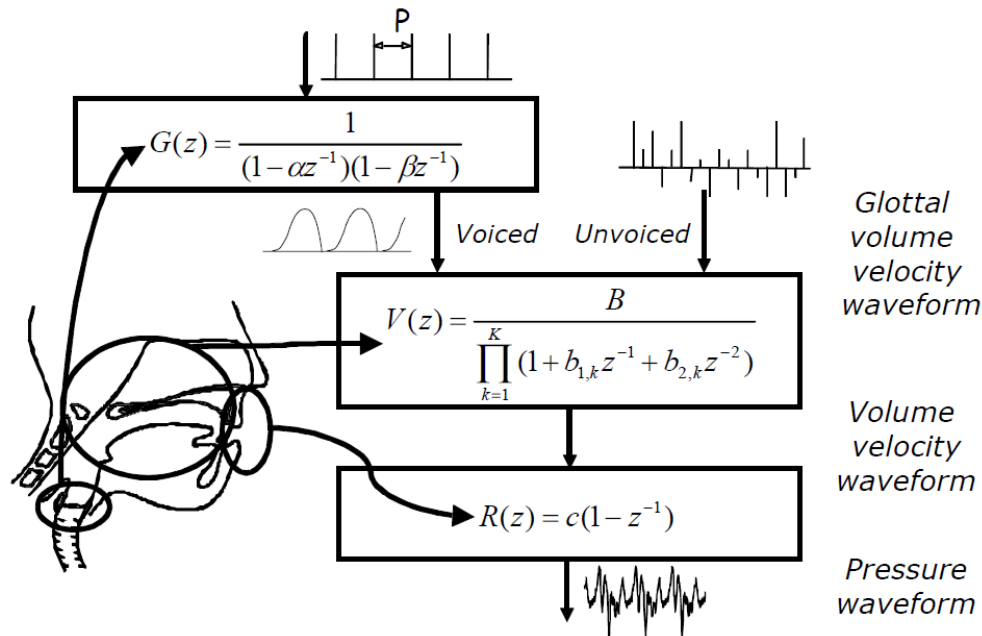 P
G(z) = 1 / ((1 − αz⁻¹)(1 − βz⁻¹))
Voiced Unvoiced
Glottal
volume
velocity
waveform
V(z) = B / ∏_{k=1}^{K} (1 + b_{1,k} z⁻¹ + b_{2,k} z⁻²)
Volume
velocity
waveform
R(z) = c(1 − z⁻¹)
Pressure
waveform